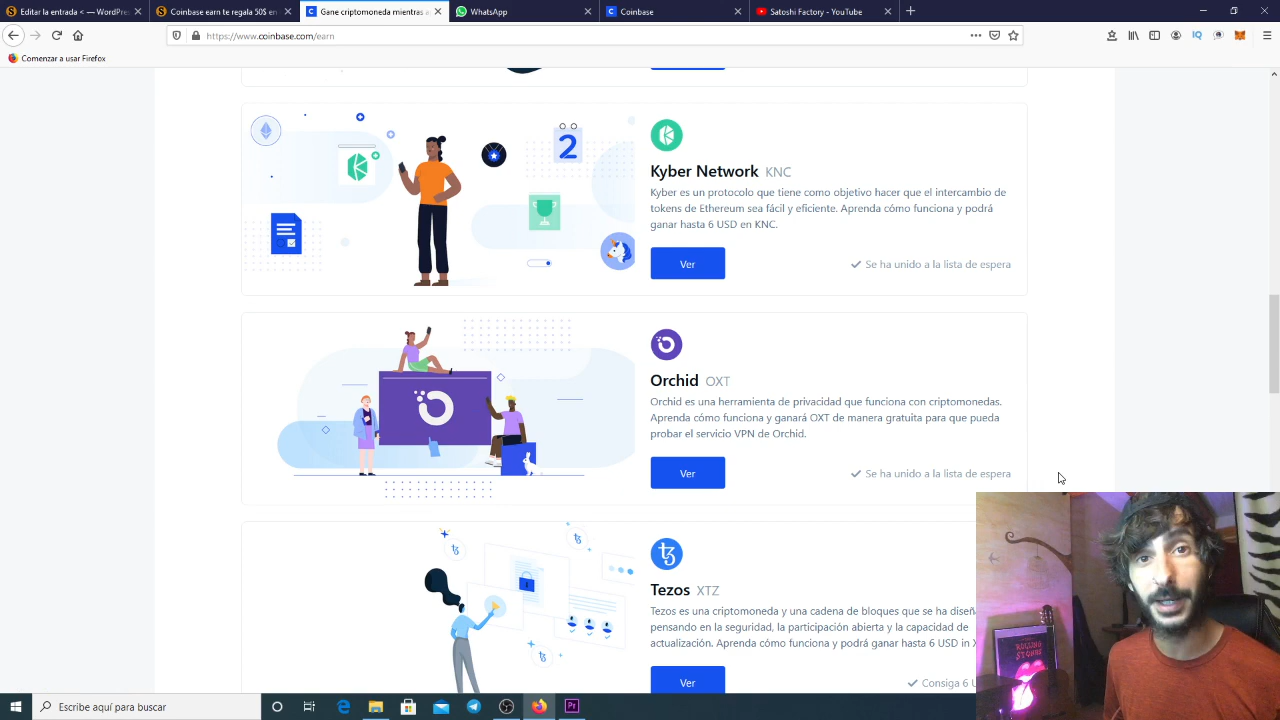 Editar la entrada < — WordPre
Coinbase earn te regala 50$ en
Gane criptomoneda mientras a
WhatsApp
Coinbase
Satoshi Factory - YouTube
https://www.coinbase.com/earn
Comenzar a usar Firefox
2
Kyber Network KNC
Kyber es un protocolo que tiene como objetivo hacer que el intercambio de
tokens de Ethereum sea fácil y eficiente. Aprenda cómo funciona y podrá
ganar hasta 6 USD en KNC.
Ver
Se ha unido a la lista de espera
Orchid OXT
Orchid es una herramienta de privacidad que funciona con criptomonedas.
Aprenda cómo funciona y ganará OXT de manera gratuita para que pueda
probar el servicio VPN de Orchid.
Ver
Se ha unido a la lista de espera
Tezos XTZ
Tezos es una criptomoneda y una cadena de bloques que se ha diseñ
pensando en la seguridad, la participación abierta y la capacidad de
actualización. Aprenda cómo funciona y podrá ganar hasta 6 USD in X
Ver
Consiga 6 U
ROLLING
STONES
Escribe aquí para buscar